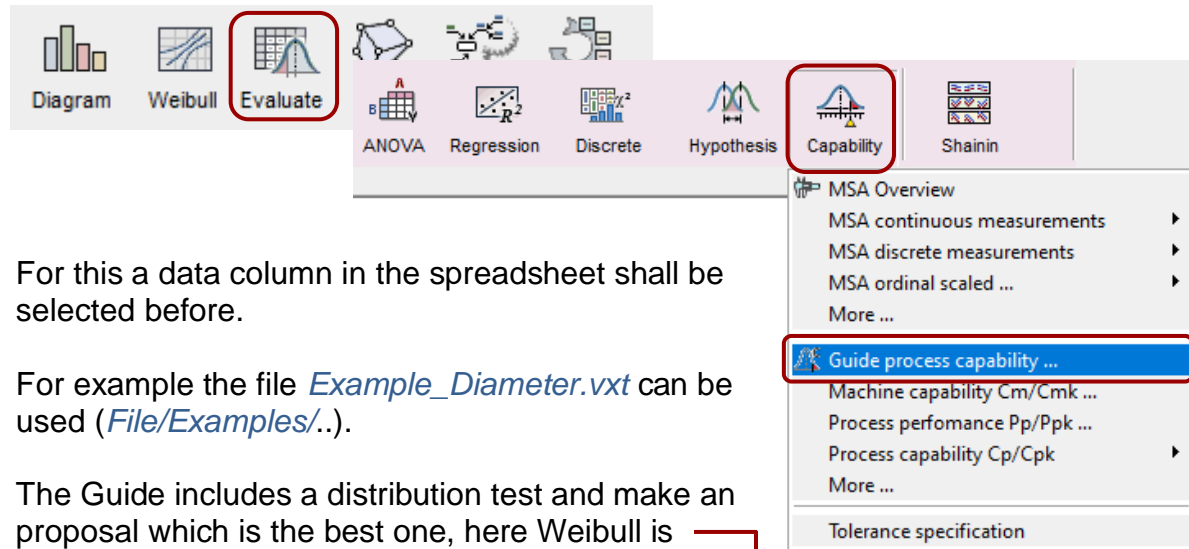 Diagram Weibull Evaluate
ANOVA Regression Discrete Hypothesis Capability Shainin
MSA Overview
MSA continuous measurements
MSA discrete measurements
MSA ordinal scaled ...
More ...
Guide process capability ...
Machine capability Cm/Cmk ...
Process perfomance Pp/Ppk ...
Process capability Cp/Cpk
More ...
Tolerance specification
For this a data column in the spreadsheet shall be
selected before.
For example the file Example_Diameter.vxt can be
used (File/Examples/..).
The Guide includes a distribution test and make an
proposal which is the best one, here Weibull is